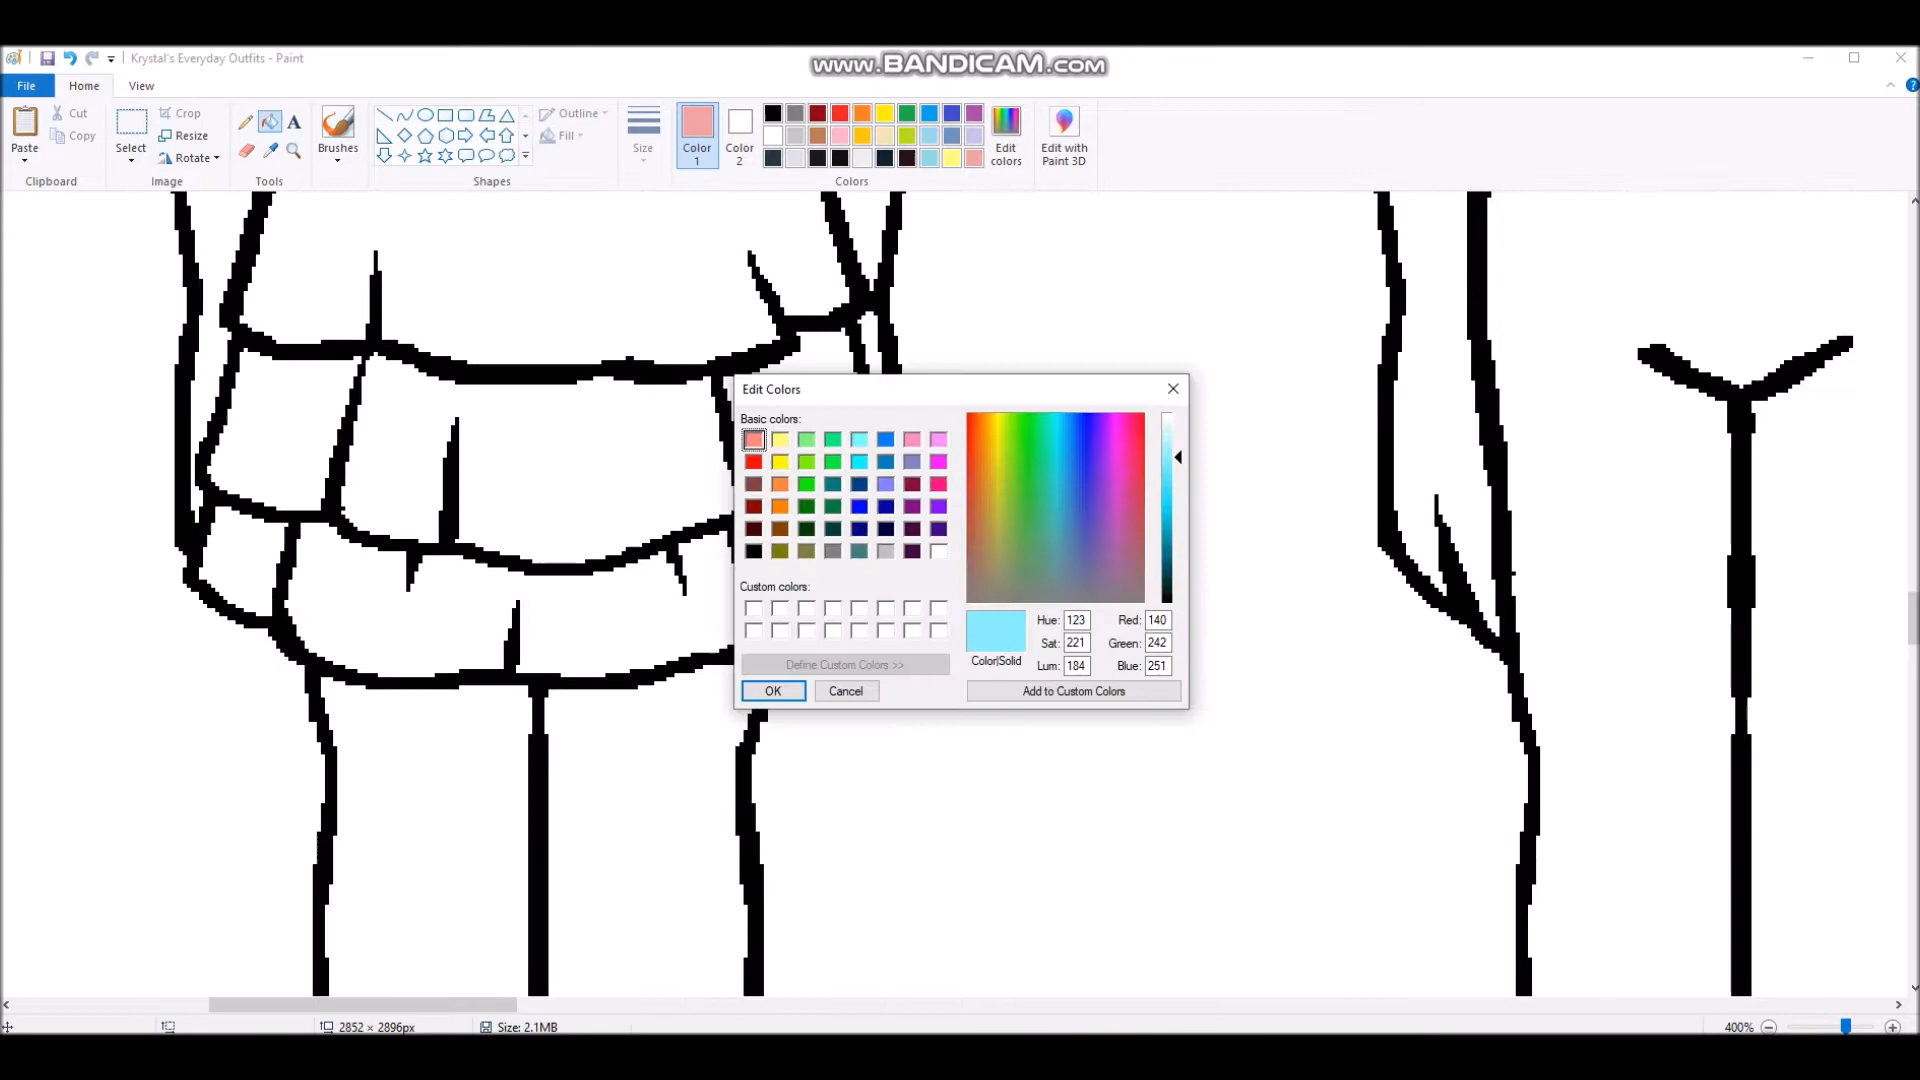 Krystal's Everyday Outfits - Paint
www.BANDICAM.com
File
Home
View
Paste
Cut
Copy
Clipboard
Select
Crop
Resize
Rotate
Image
A
Tools
Brushes
Outline
Fill
Shapes
Size
Color
1
Color
2
Edit
colors
Colors
Edit with
Paint 3D
Edit Colors
Basic colors:
Custom colors:
Define Custom Colors >>
OK
Cancel
Color|Solid
Hue: 123
Sat: 221
Lum: 184
Red: 140
Green: 242
Blue: 251
Add to Custom Colors
2852 × 2896px
Size: 2.1MB
400%